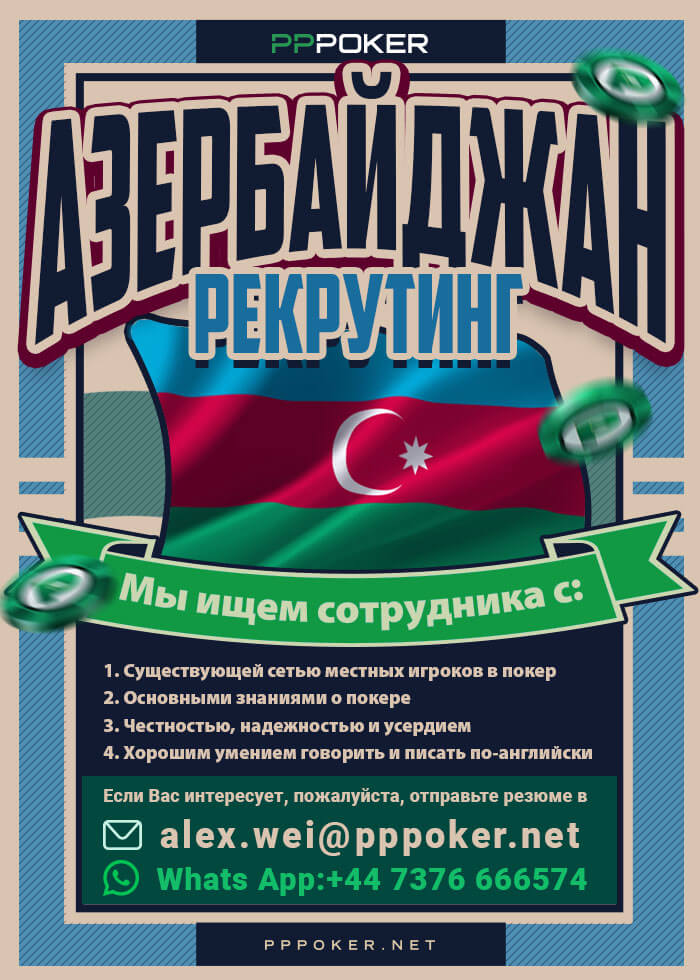 PPPOKER
АЗЕРБАЙДЖАН
РЕКРУТИНГ
Мы ищем сотрудника с:
1. Существующей сетью местных игроков в покер
2. Основными знаниями о покере
3. Честностью, надежностью и усердием
4. Хорошим умением говорить и писать по-английски
Если Вас интересует, пожалуйста, отправьте резюме в
alex.wei@pppoker.net
Whats App:+44 7376 666574
PPPOKER.NET